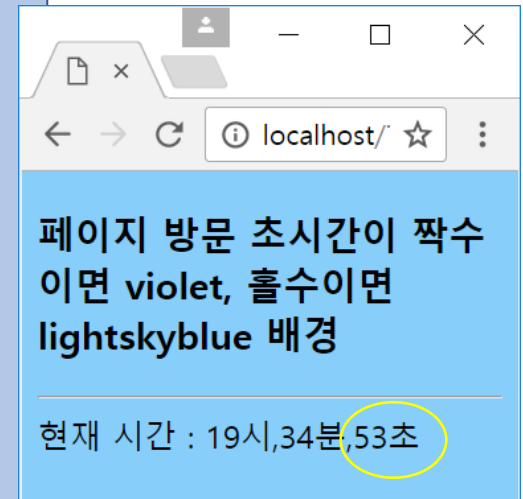 localhost/
페이지 방문 초시간이 짝수
이면 violet, 홀수이면
lightskyblue 배경
현재 시간 : 19시,34분,53초